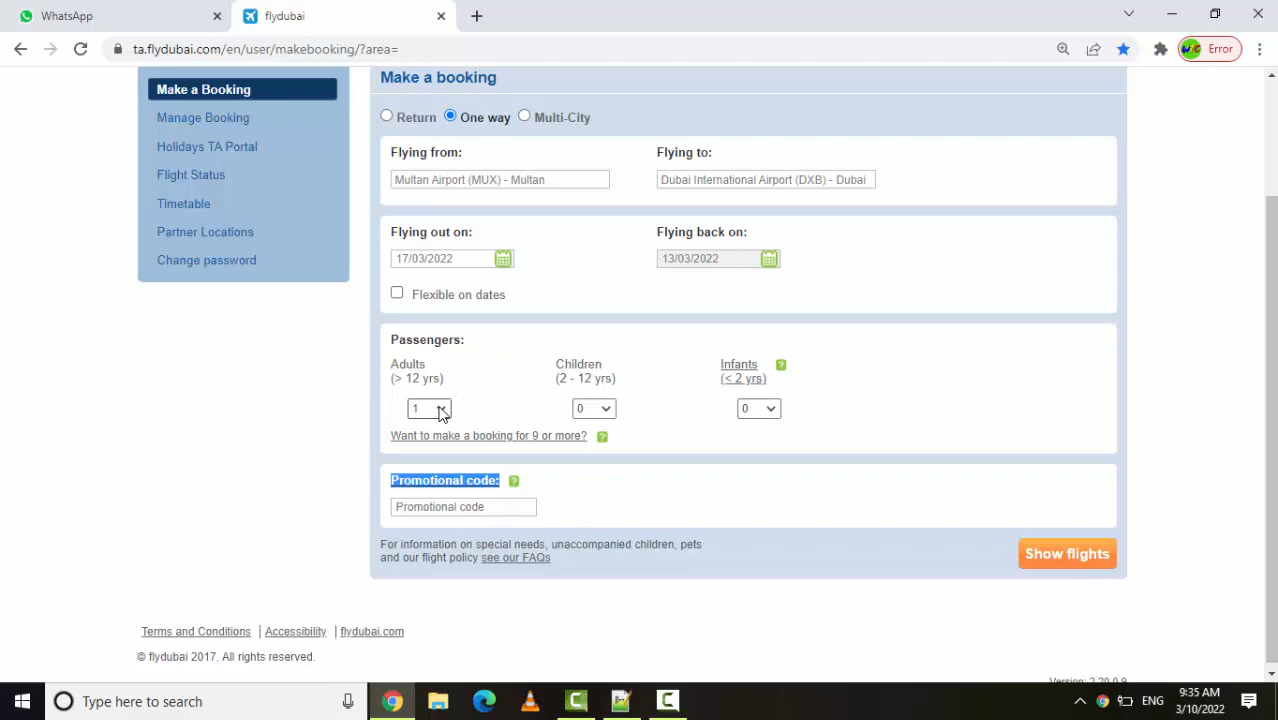 WhatsApp
flydubai
ta.flydubai.com/en/user/makebooking/?area=
Error
Make a Booking
Manage Booking
Holidays TA Portal
Flight Status
Timetable
Partner Locations
Change password
Make a booking
Return One way Multi-City
Flying from: Flying to:
Multan Airport (MUX) - Multan Dubai International Airport (DXB) - Dubai
Flying out on: Flying back on:
17/03/2022 13/03/2022
Flexible on dates
Passengers:
Adults Children Infants ?
(> 12 yrs) (2 - 12 yrs) (< 2 yrs)
1 0 0
Want to make a booking for 9 or more? ?
Promotional code: ?
Promotional code
For information on special needs, unaccompanied children, pets
and our flight policy see our FAQs
Show flights
Terms and Conditions | Accessibility | flydubai.com
© flydubai 2017. All rights reserved.
Version: 2.20.0.9
Type here to search
ENG
9:35 AM
3/10/2022